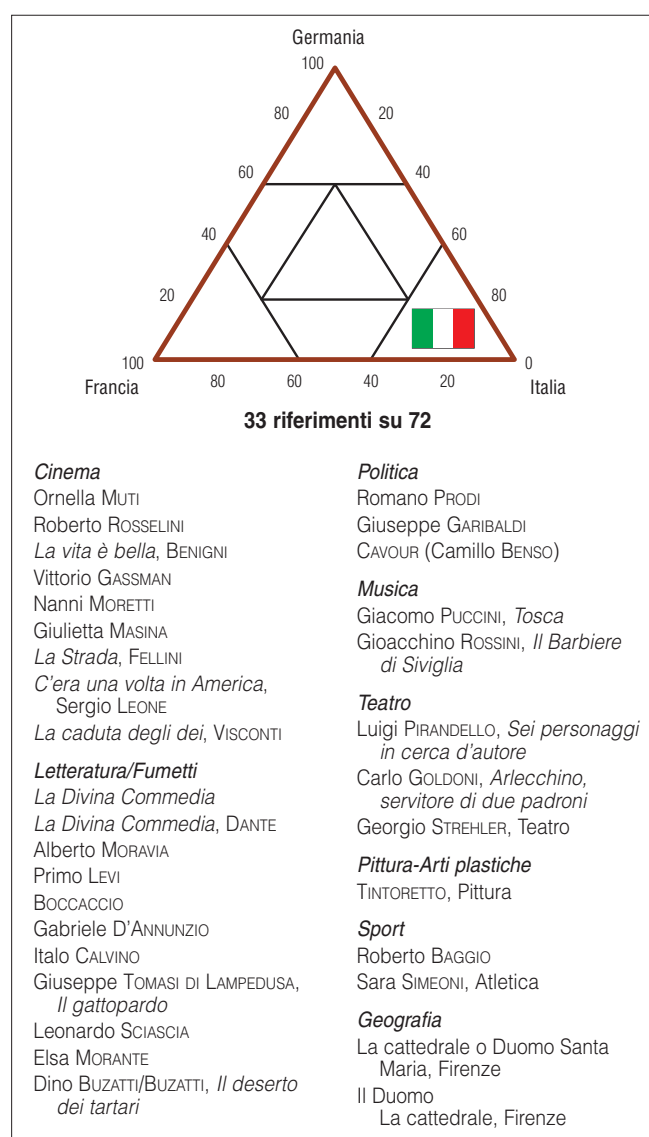 Germania
100
80
20
60
40
40
60
20
80
100
0
Francia
80
60
40
20
Italia
33 riferimenti su 72
Cinema
Ornella MUTI
Roberto ROSSELINI
La vita è bella, BENIGNI
Vittorio GASSMAN
Nanni MORETTI
Giulietta MASINA
La Strada, FELLINI
C'era una volta in America,
Sergio LEONE
La caduta degli dei, VISCONTI
Letteratura/Fumetti
La Divina Commedia
La Divina Commedia, DANTE
Alberto MORAVIA
Primo LEVI
BOCCACCIO
Gabriele D'ANNUNZIO
Italo CALVINO
Giuseppe TOMASI DI LAMPEDUSA,
Il gattopardo
Leonardo SCIASCIA
Elsa MORANTE
Dino BUZATTI/BUZATTI, Il deserto
dei tartari
Politica
Romano PRODI
Giuseppe GARIBALDI
CAVOUR (Camillo BENSO)
Musica
Giacomo PUCCINI, Tosca
Gioacchino ROSSINI, Il Barbiere
di Siviglia
Teatro
Luigi PIRANDELLO, Sei personaggi
in cerca d'autore
Carlo GOLDONI, Arlecchino,
servitore di due padroni
Georgio STREHLER, Teatro
Pittura-Arti plastiche
TINTORETTO, Pittura
Sport
Roberto BAGGIO
Sara SIMEONI, Atletica
Geografia
La cattedrale o Duomo Santa
Maria, Firenze
Il Duomo
La cattedrale, Firenze